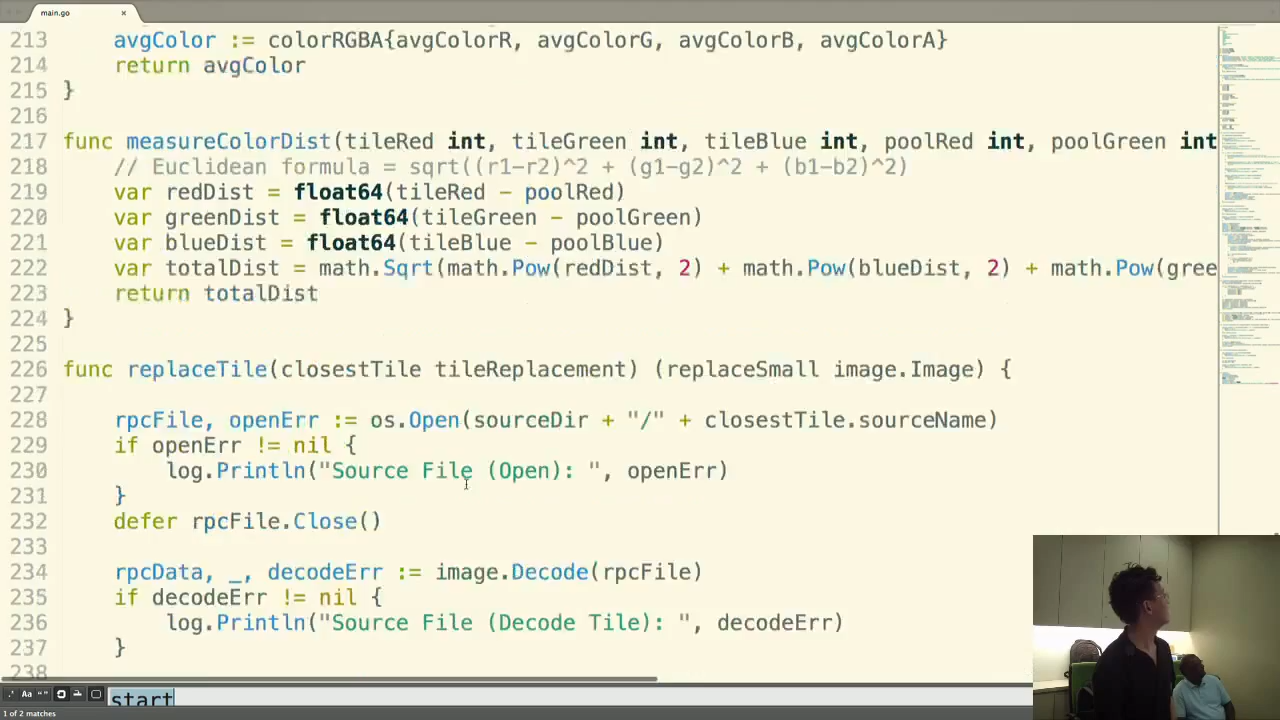 main.go ×
213 avgColor := colorRGBA{avgColorR, avgColorG, avgColorB, avgColorA}
214 return avgColor
215 }
216
217 func measureColorDist(tileRed int, tileGreen int, tileBlue int, poolRed int, poolGreen int
218 // Euclidean formula = sqrt((r1-r2)^2 + (g1-g2)^2 + (b1-b2)^2)
219 var redDist = float64(tileRed - poolRed)
220 var greenDist = float64(tileGreen - poolGreen)
221 var blueDist = float64(tileBlue - poolBlue)
222 var totalDist = math.Sqrt(math.Pow(redDist, 2) + math.Pow(blueDist, 2) + math.Pow(gree
223 return totalDist
224 }
225
226 func replaceTile(closestTile tileReplacement) (replaceSmall image.Image) {
227
228 rpcFile, openErr := os.Open(sourceDir + "/" + closestTile.sourceName)
229 if openErr != nil {
230 log.Println("Source File (Open): ", openErr)
231 }
232 defer rpcFile.Close()
233
234 rpcData, _, decodeErr := image.Decode(rpcFile)
235 if decodeErr != nil {
236 log.Println("Source File (Decode Tile): ", decodeErr)
237 }
238
.* Aa “” start
1 of 2 matches